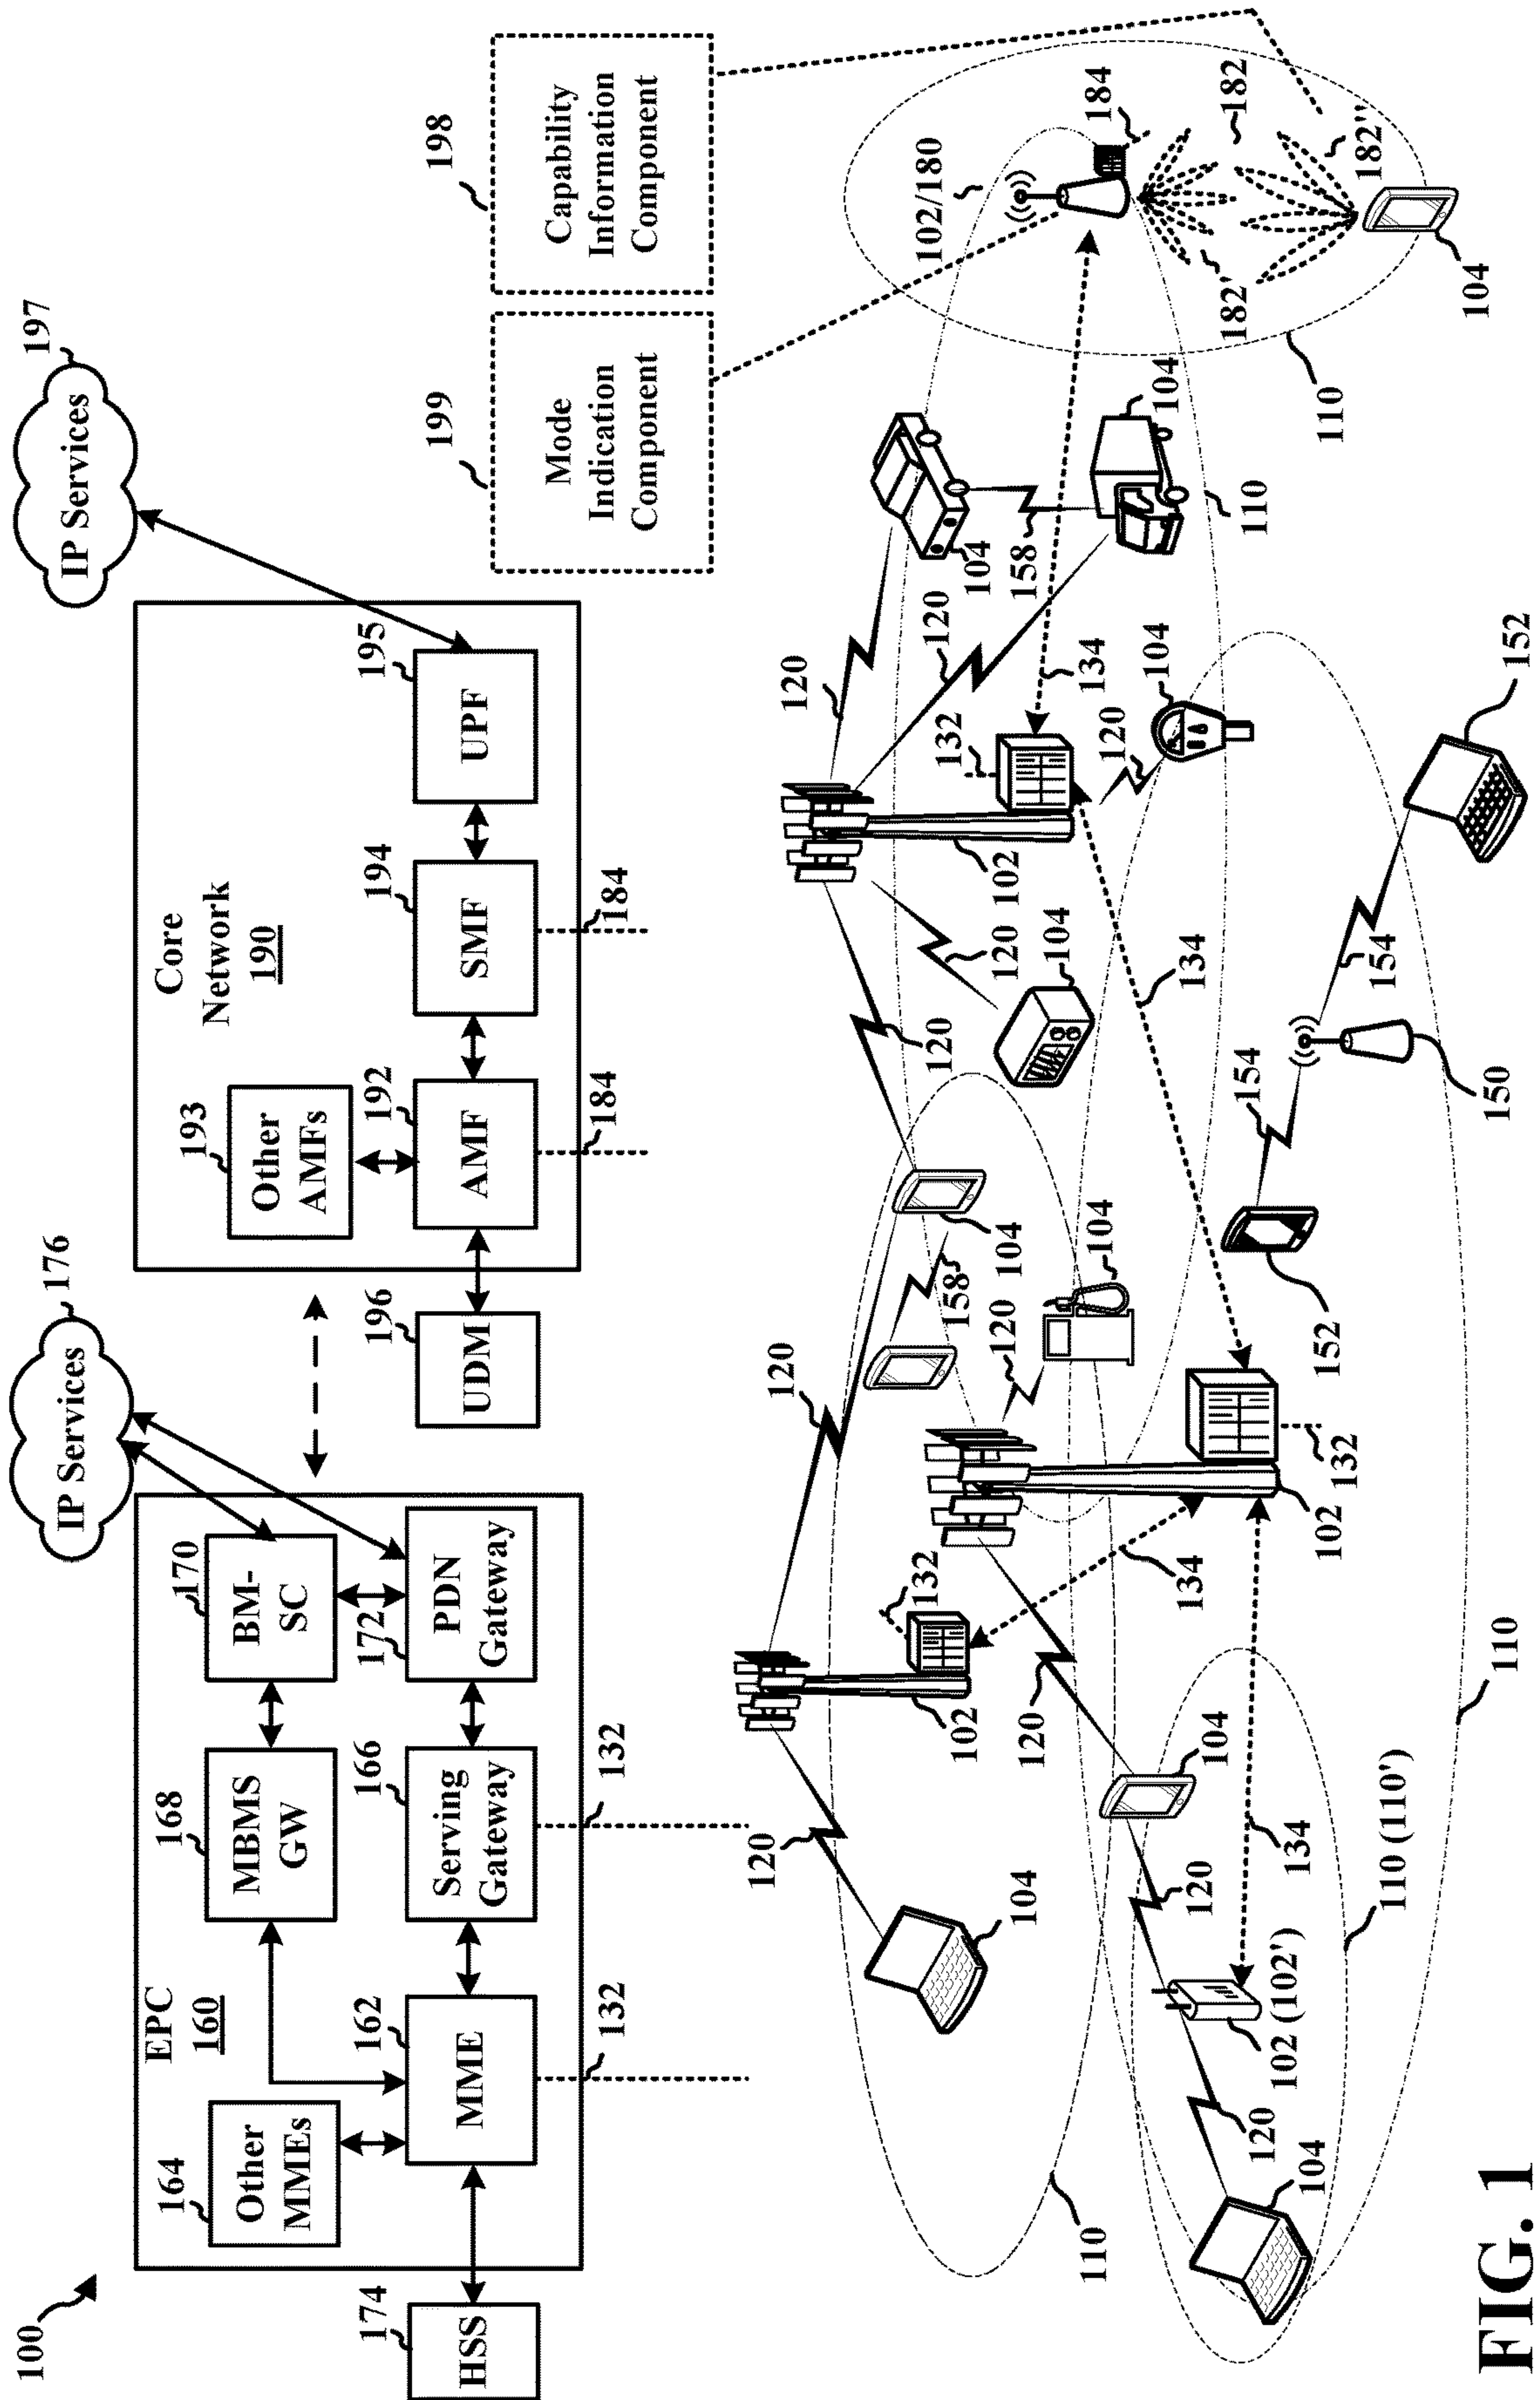 100
EPC
160
174
HSS
164
Other
MMEs
162
MME
168
MBMS
GW
166
Serving
Gateway
170
BM-
SC
172
PDN
Gateway
132
132
176
IP Services
196
UDM
Core
Network
190
193
Other
AMFs
192
AMF
194
SMF
195
UPF
184
184
197
IP Services
199
Mode
Indication
Component
198
Capability
Information
Component
120
104
102
132
120
134
120
158
104
120
104
120
120
104
102
132
120
120
104
158
104
134
120
104
102/180
184
182
182'
182''
104
110
110
110
104
120
102 (102')
120
104
120
134
110 (110')
102
132
134
152
154
150
154
152
110
FIG. 1